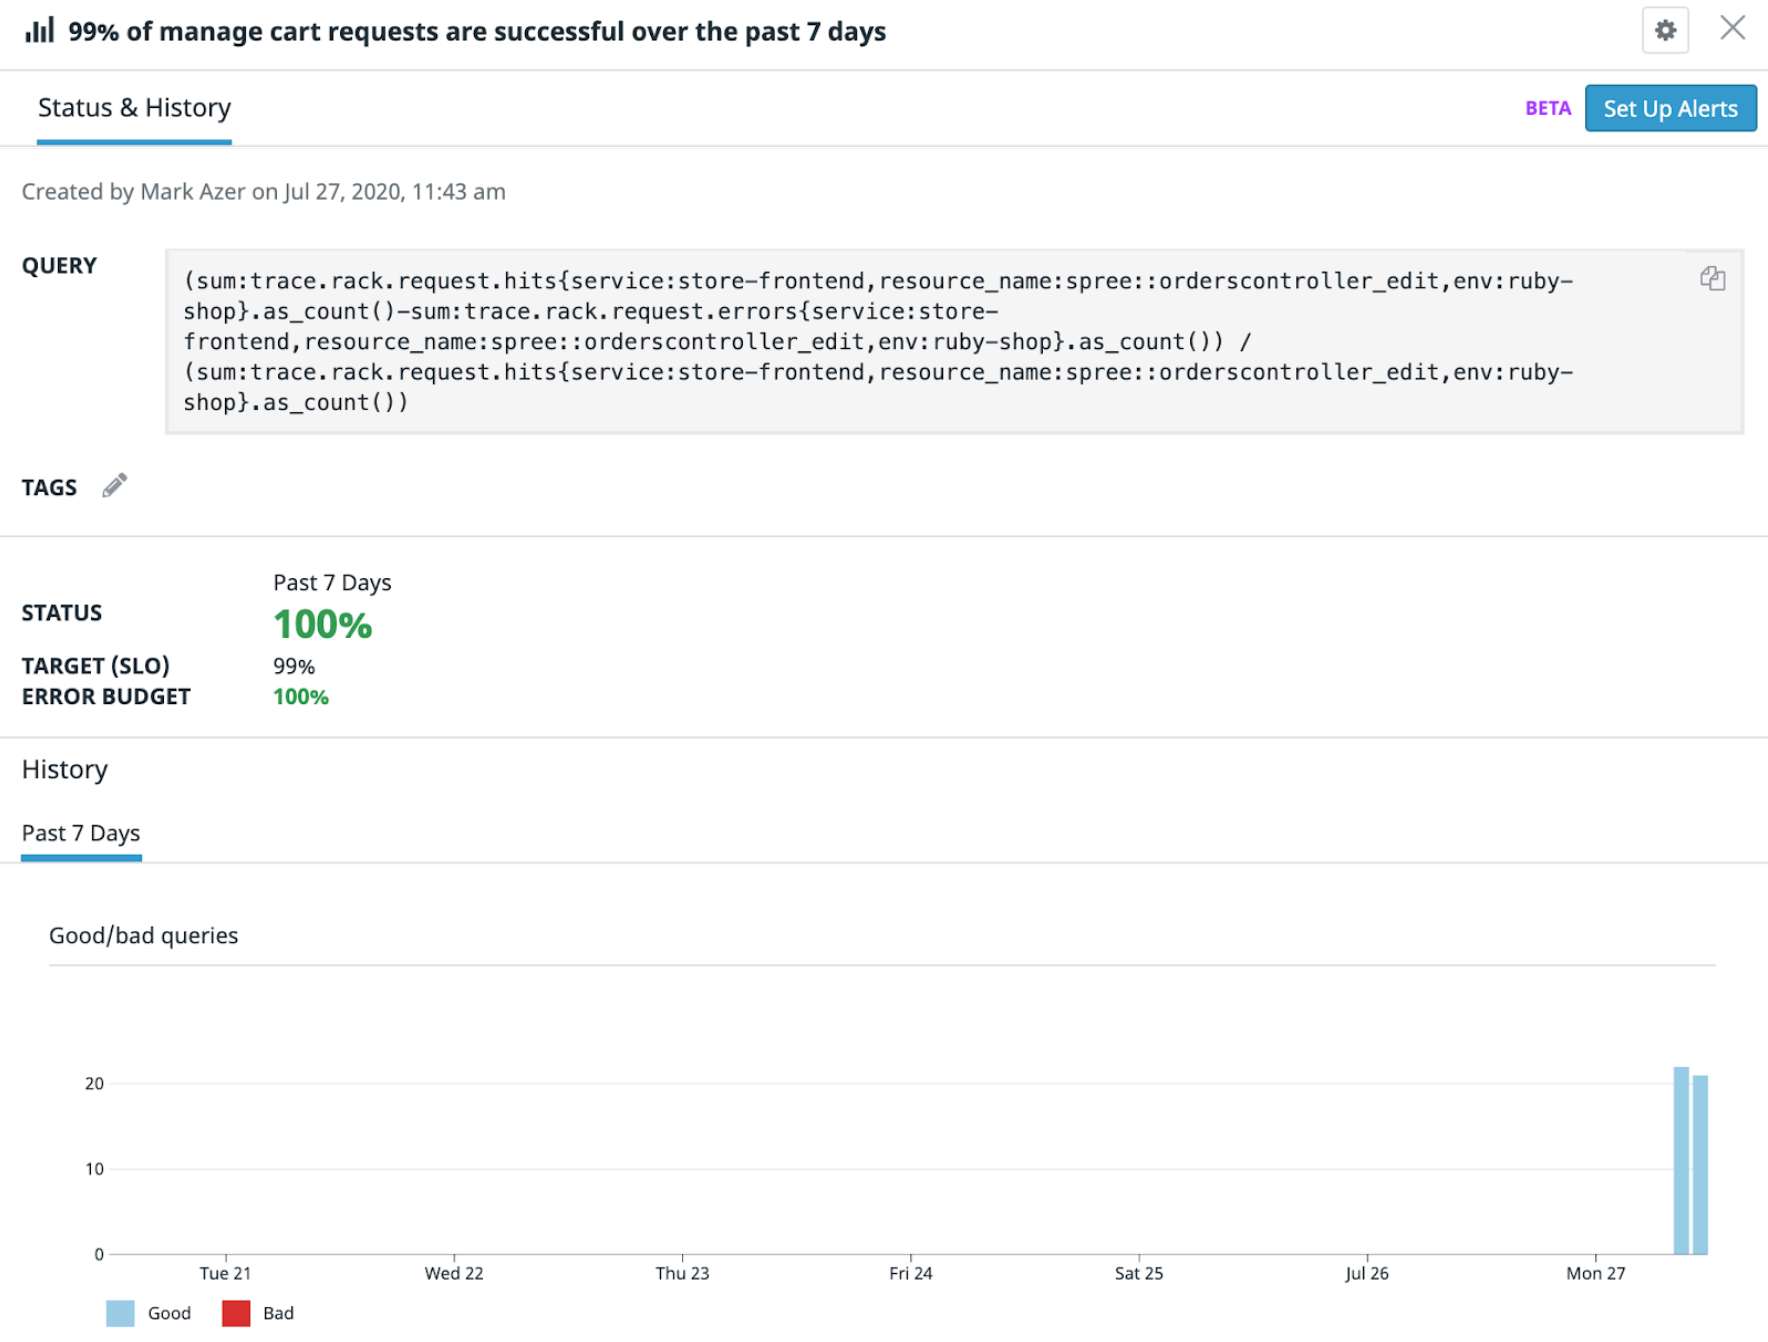 99% of manage cart requests are successful over the past 7 days
Status & History
BETA
Set Up Alerts
Created by Mark Azer on Jul 27, 2020, 11:43 am
QUERY
(sum:trace.rack.request.hits{service:store-frontend,resource_name:spree::orderscontroller_edit,env:ruby-
shop}.as_count()-sum:trace.rack.request.errors{service:store-
frontend,resource_name:spree::orderscontroller_edit,env:ruby-shop}.as_count()) /
(sum:trace.rack.request.hits{service:store-frontend,resource_name:spree::orderscontroller_edit,env:ruby-
shop}.as_count())
TAGS
Past 7 Days
STATUS 100%
TARGET (SLO) 99%
ERROR BUDGET 100%
History
Past 7 Days
Good/bad queries
20
10
0
Tue 21 Wed 22 Thu 23 Fri 24 Sat 25 Jul 26 Mon 27
Good Bad